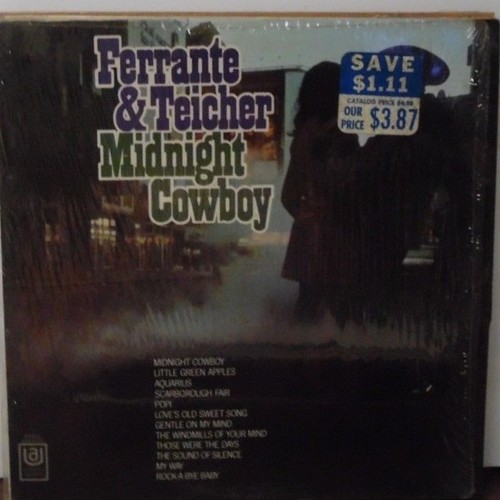 Ferrante
& Teicher
Midnight
Cowboy
SAVE
$1.11
CATALOG PRICE $4.98
OUR
PRICE $3.87
MIDNIGHT COWBOY
LITTLE GREEN APPLES
AQUARIUS
SCARBOROUGH FAIR
POPI
LOVE'S OLD SWEET SONG
GENTLE ON MY MIND
THE WINDMILLS OF YOUR MIND
THOSE WERE THE DAYS
THE SOUND OF SILENCE
MY WAY
ROCK-A-BYE BABY
ua